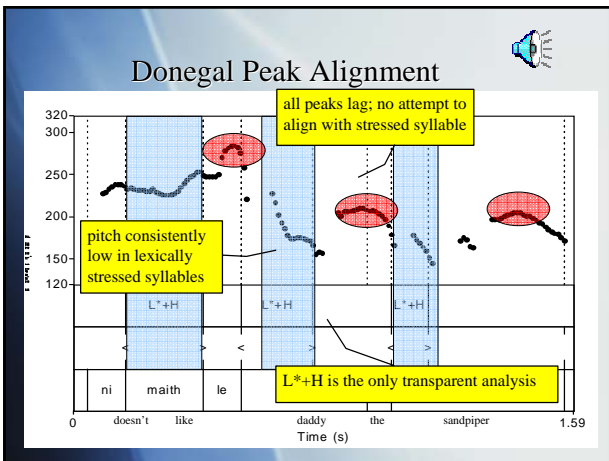 Donegal Peak Alignment
all peaks lag; no attempt to
align with stressed syllable
320
300
250
200
150
120
pitch consistently
low in lexically
stressed syllables
L*+H
L*+H
L*+H
<
>
<
>
<
>
L*+H is the only transparent analysis
ni
maith
le
doesn't like
daddy
the
sandpiper
0
1.59
Time (s)